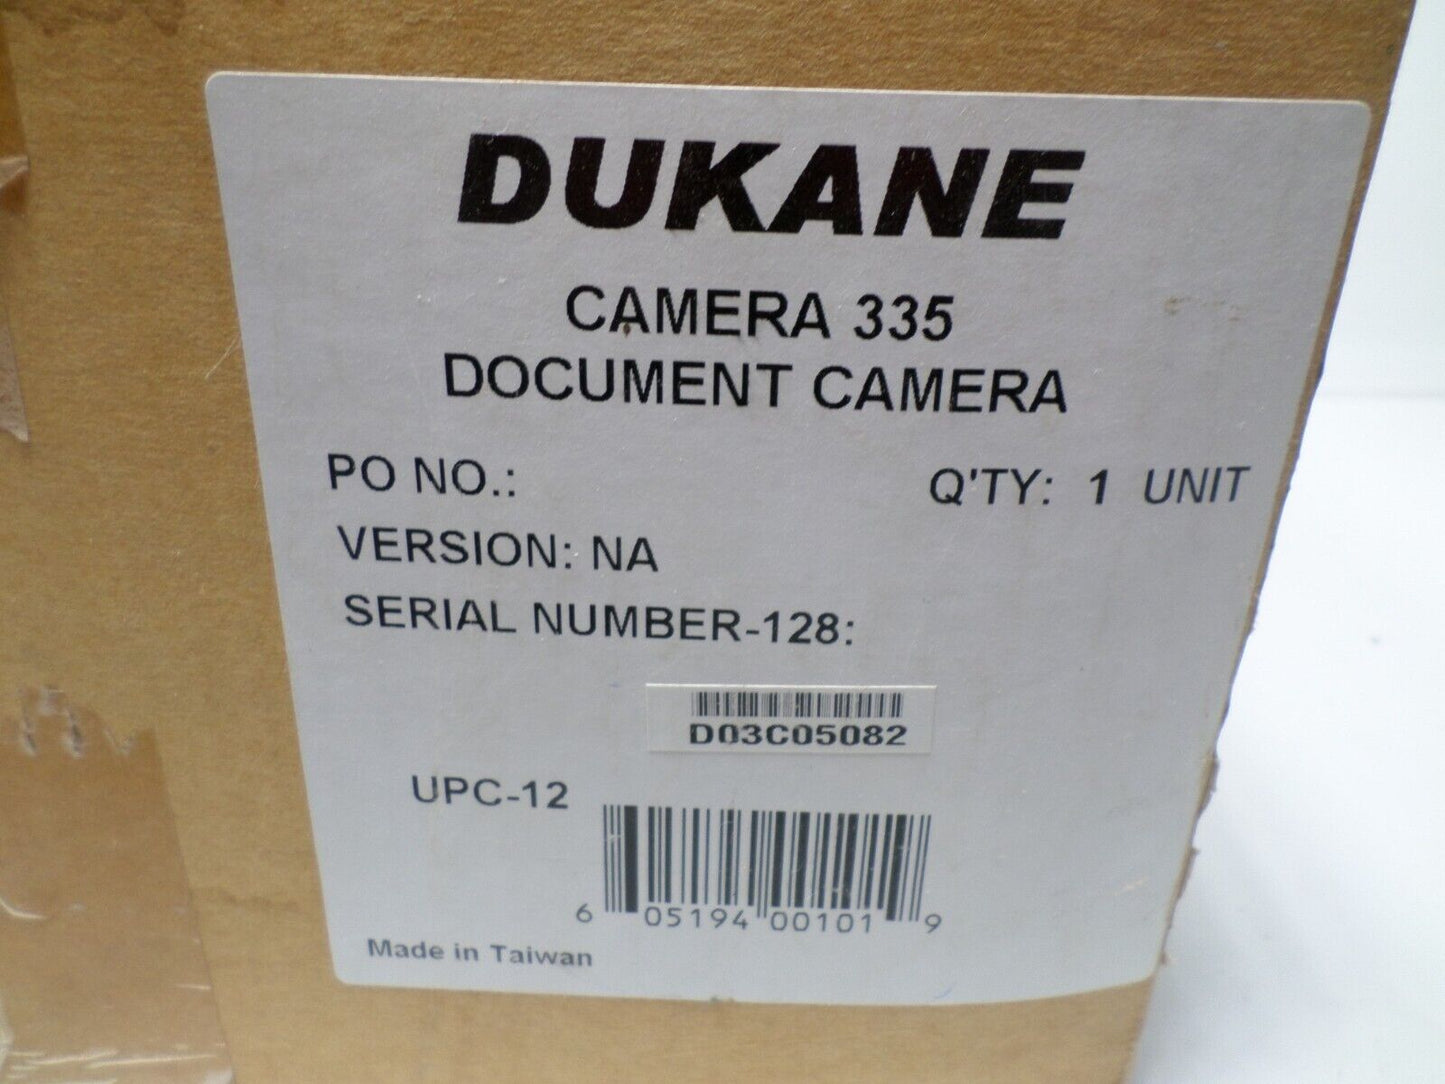 DUKANE
CAMERA 335
DOCUMENT CAMERA
PO NO.:
Q'TY: 1 UNIT
VERSION: NA
SERIAL NUMBER-128:
D03C05082
UPC-12
6 05194 00101 9
Made in Taiwan